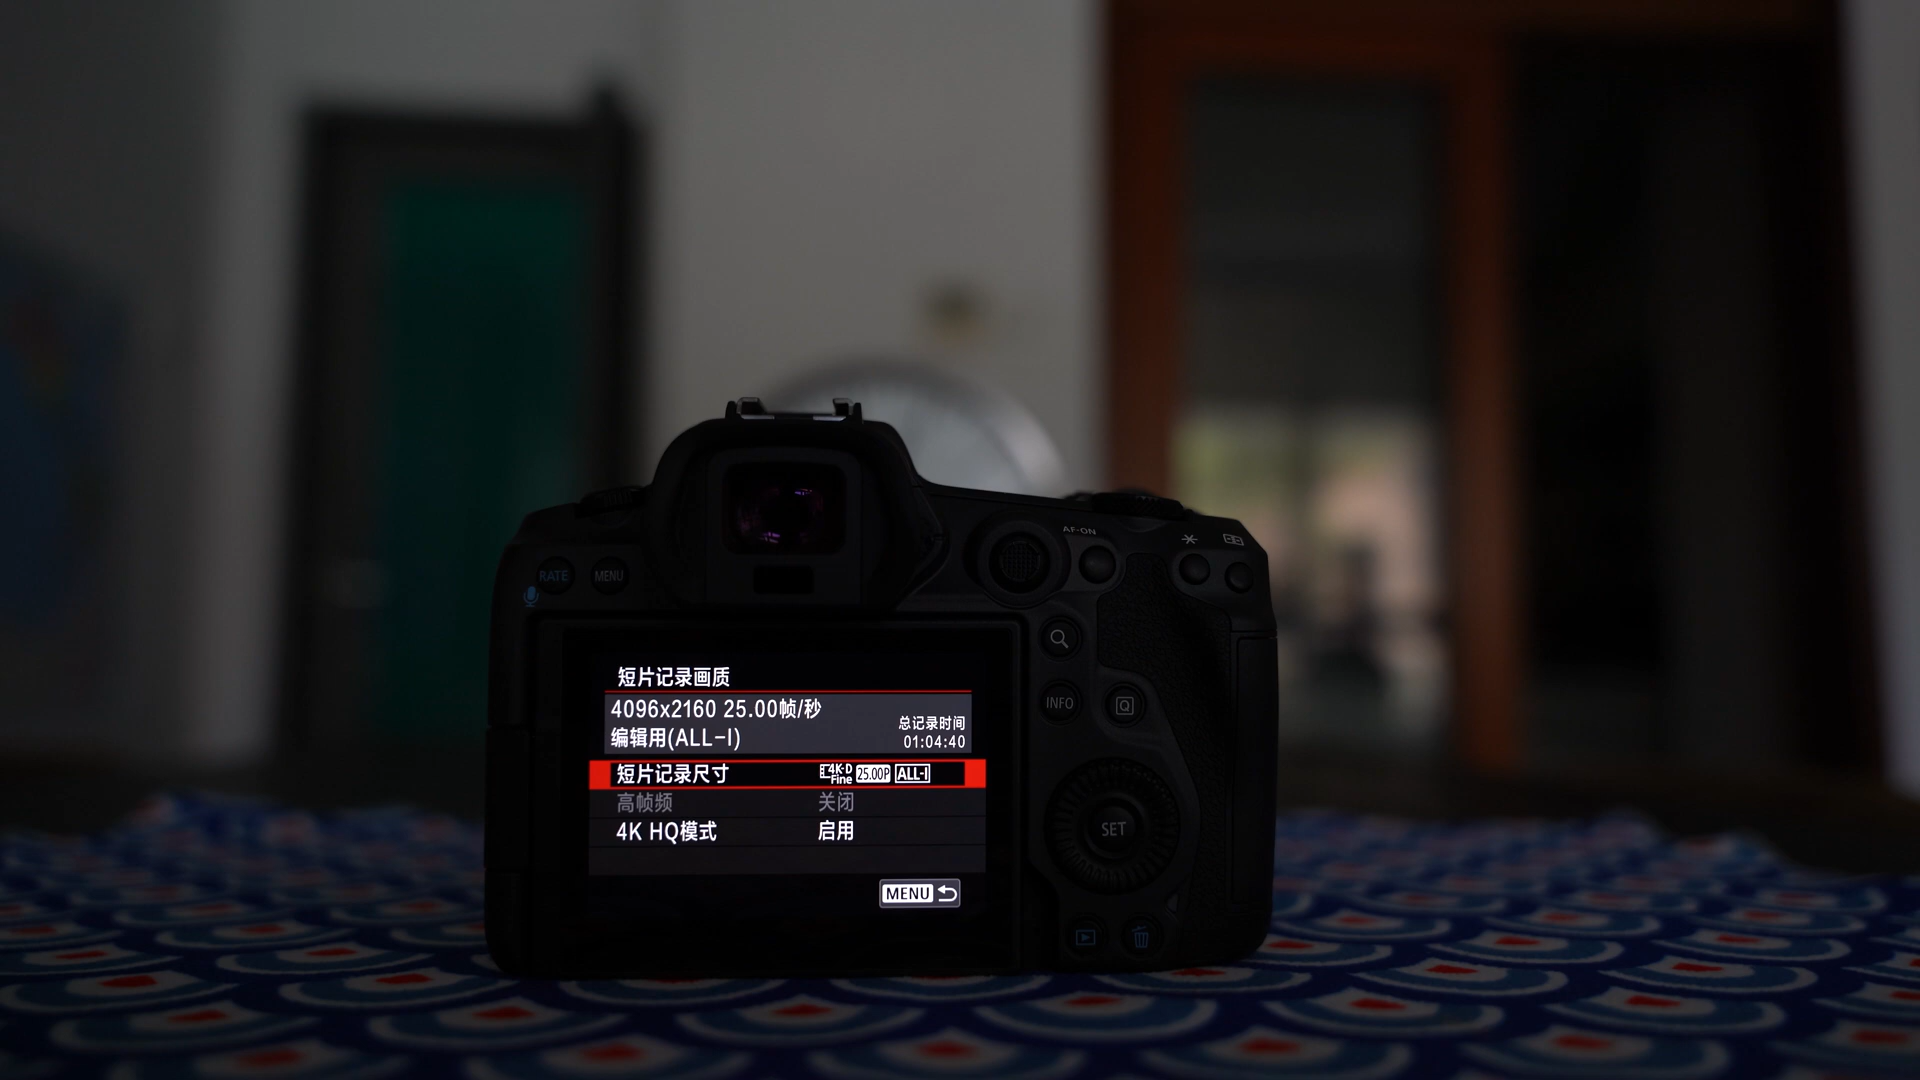 AF-ON
RATE
MENU
INFO
Q
SET
短片记录画质
4096x2160 25.00帧/秒
编辑用(ALL-I)
总记录时间
01:04:40
短片记录尺寸 4K-D Fine 25.00P ALL-I
高帧频 关闭
4K HQ模式 启用
MENU